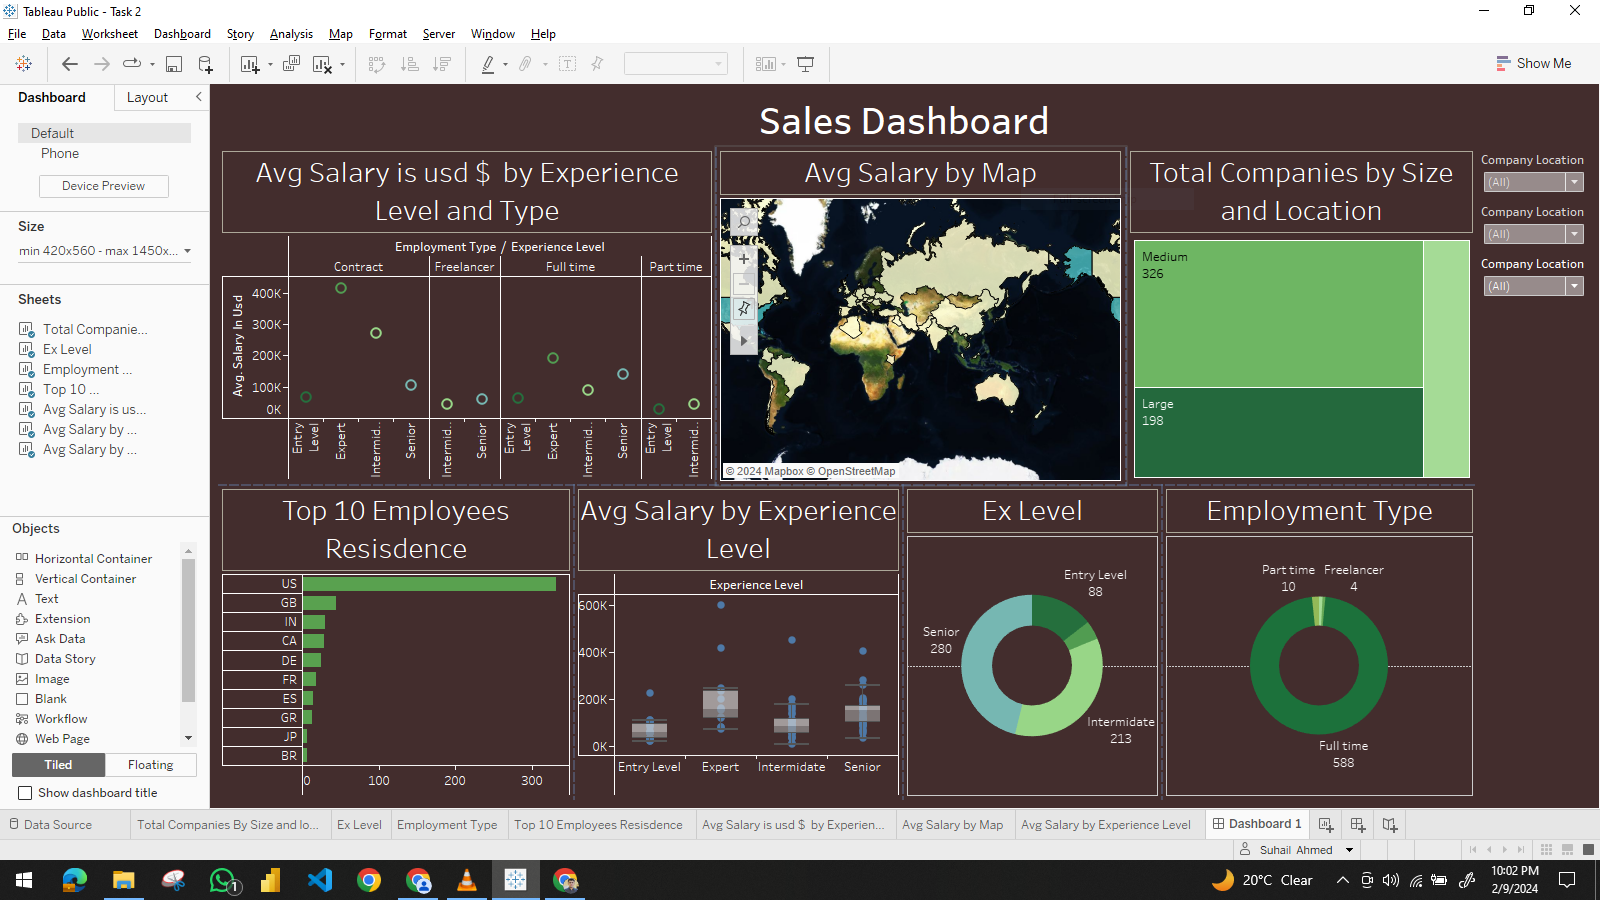 Tableau Public - Task 2
File Data Worksheet Dashboard Story Analysis Map Format Server Window Help
Show Me
Dashboard Layout
Default
Phone
Device Preview
Size
min 420x560 - max 1450x...
Sheets
Total Companie...
Ex Level
Employment ...
Top 10 ...
Avg Salary is us...
Avg Salary by ...
Avg Salary by ...
Objects
Horizontal Container
Vertical Container
Text
Extension
Ask Data
Data Story
Image
Blank
Workflow
Web Page
Tiled Floating
Show dashboard title
Sales Dashboard
Avg Salary is usd $ by Experience
Level and Type
Employment Type / Experience Level
Contract Freelancer Full time Part time
Avg. Salary In Usd
400K
300K
200K
100K
0K
Entry Level
Expert
Intermid..
Senior
Intermid..
Senior
Entry Level
Expert
Intermid..
Senior
Entry Level
Intermid..
Avg Salary by Map
© 2024 Mapbox © OpenStreetMap
Total Companies by Size
and Location
Medium
326
Large
198
Company Location
(All)
Company Location
(All)
Company Location
(All)
Top 10 Employees
Resisdence
US
GB
IN
CA
DE
FR
ES
GR
JP
BR
0 100 200 300
Avg Salary by Experience
Level
Experience Level
600K
400K
200K
0K
Entry Level Expert Intermidate Senior
Ex Level
Entry Level
88
Senior
280
Intermidate
213
Employment Type
Part time Freelancer
10 4
Full time
588
Data Source Total Companies By Size and lo... Ex Level Employment Type Top 10 Employees Resisdence Avg Salary is usd $ by Experien... Avg Salary by Map Avg Salary by Experience Level Dashboard 1
Suhail Ahmed
1
20°C Clear
10:02 PM
2/9/2024